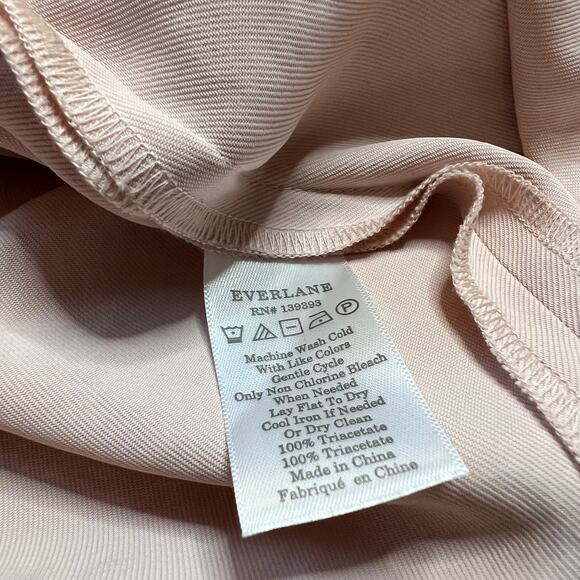 EVERLANE
RN# 139393
P
Machine Wash Cold
With Like Colors
Gentle Cycle
Only Non Chlorine Bleach
When Needed
Lay Flat To Dry
Cool Iron If Needed
Or Dry Clean
100% Triacetate
100% Triacetate
Made in China
Fabriqué en Chine